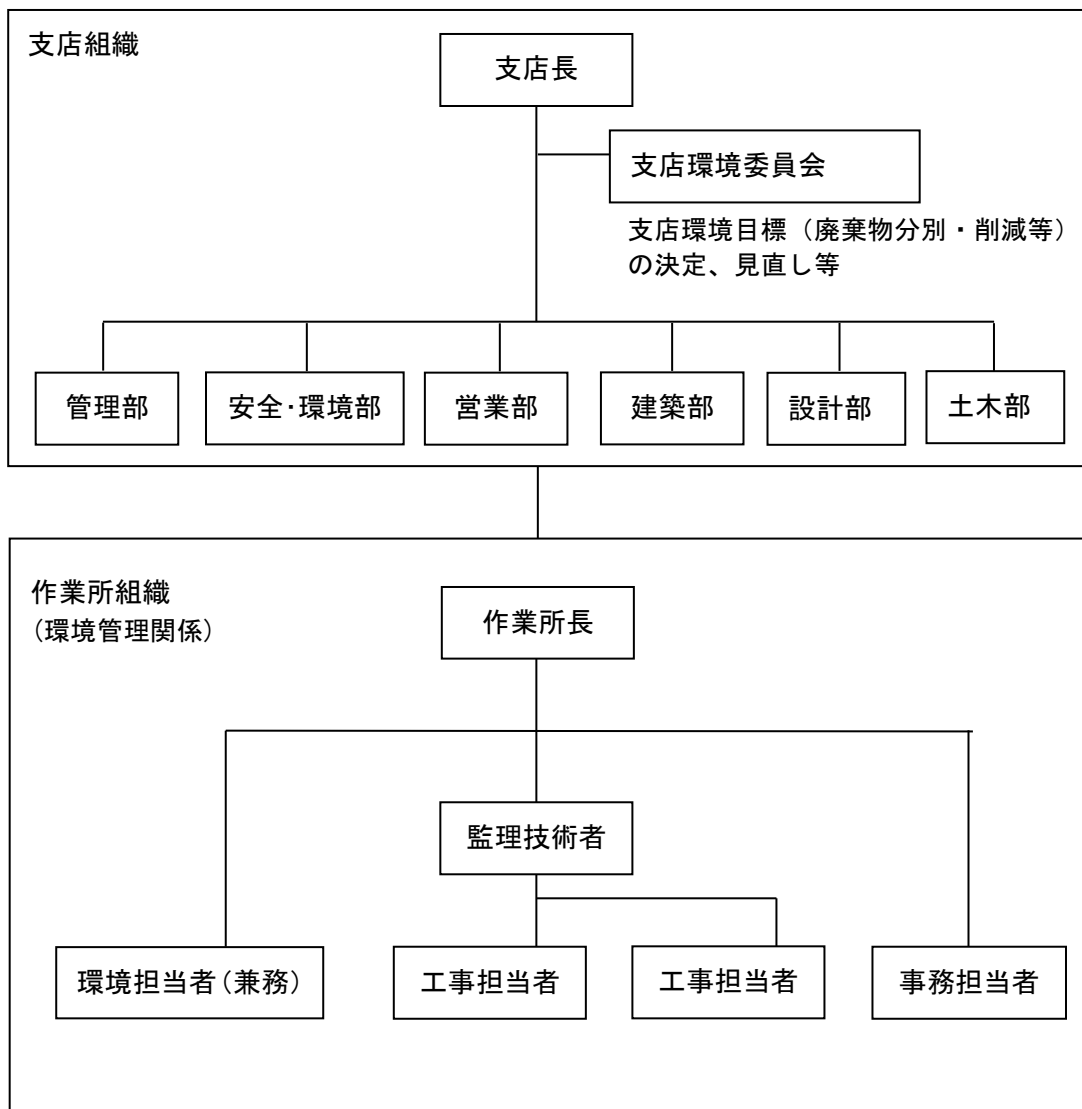 支店組織
支店長
支店環境委員会
支店環境目標（廃棄物分別・削減等）
の決定、見直し等
管理部
安全･環境部
営業部
建築部
設計部
土木部
作業所組織
（環境管理関係）
作業所長
監理技術者
環境担当者（兼務）
工事担当者
工事担当者
事務担当者